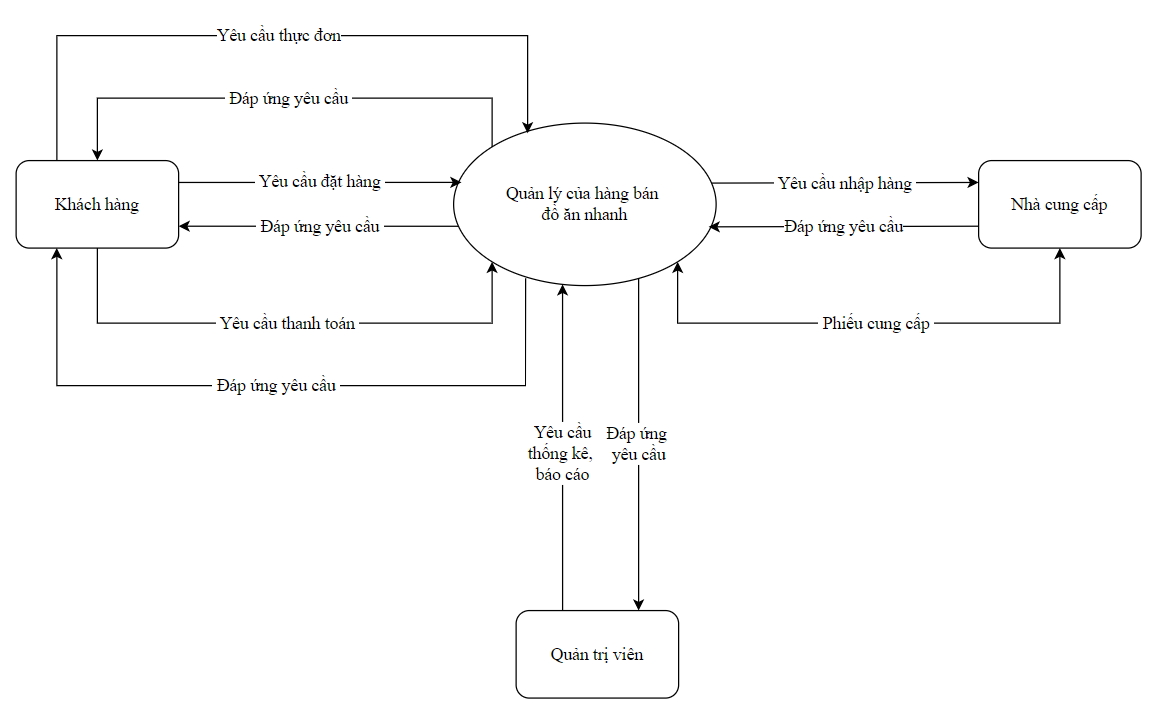 Yêu cầu thực đơn
Đáp ứng yêu cầu
Khách hàng
Yêu cầu đặt hàng
Đáp ứng yêu cầu
Quản lý của hàng bán
đồ ăn nhanh
Yêu cầu nhập hàng
Đáp ứng yêu cầu
Nhà cung cấp
Yêu cầu thanh toán
Phiếu cung cấp
Đáp ứng yêu cầu
Yêu cầu
thống kê,
báo cáo
Đáp ứng
yêu cầu
Quản trị viên